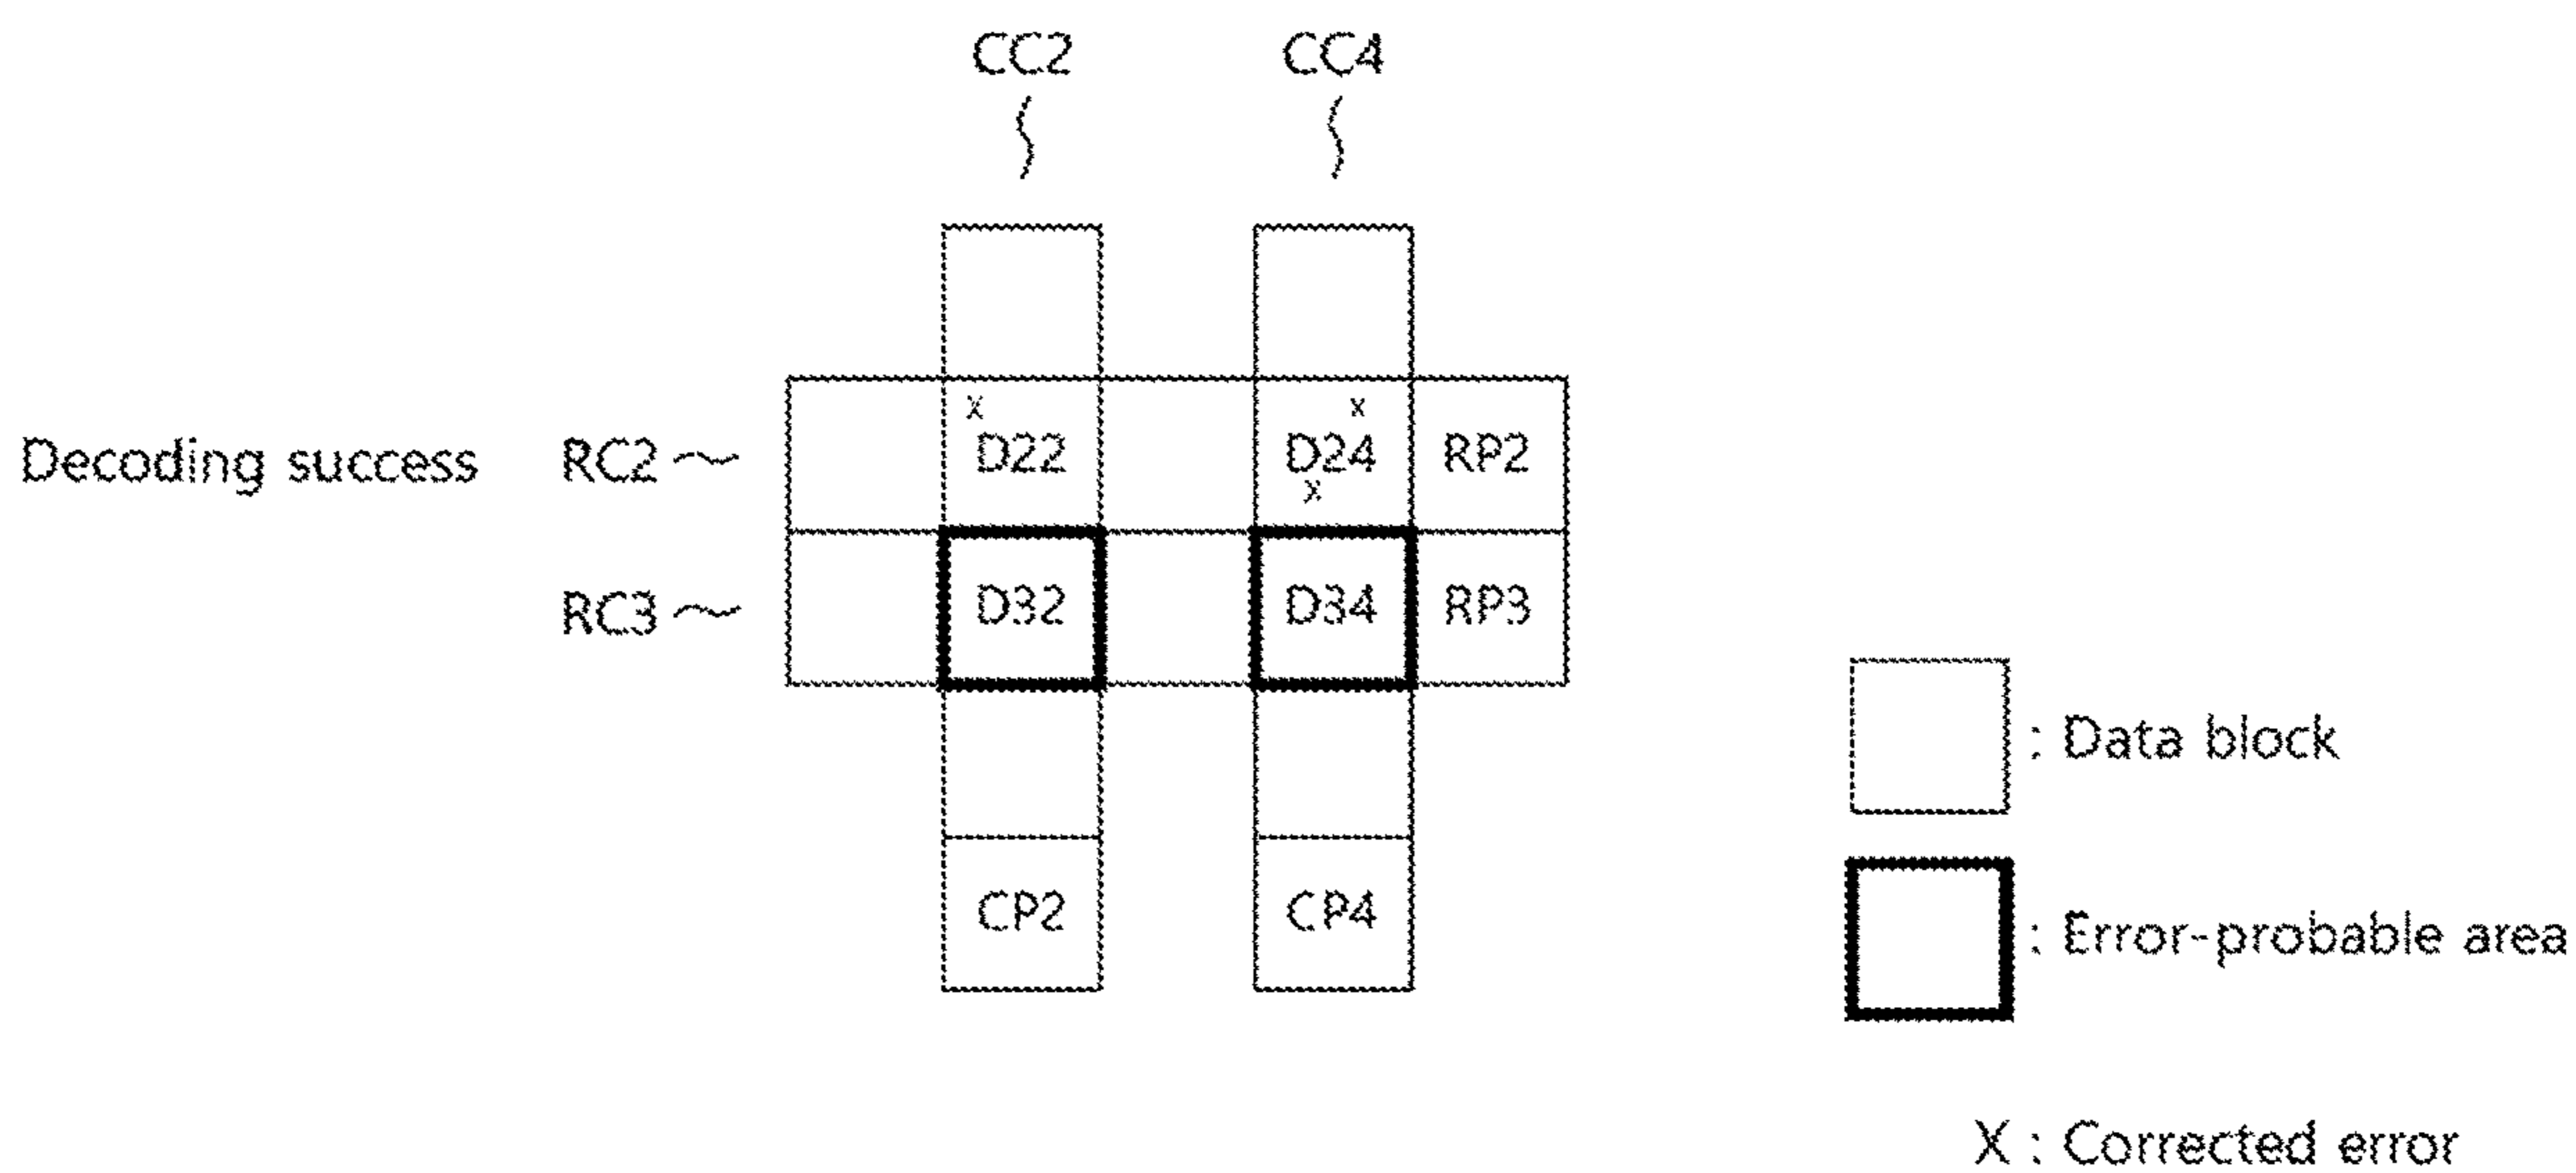 CC2 CC4
x x
Decoding success RC2 D22 D24 RP2
x
RC3 D32 D34 RP3
: Data block
CP2 CP4
: Error-probable area
X : Corrected error